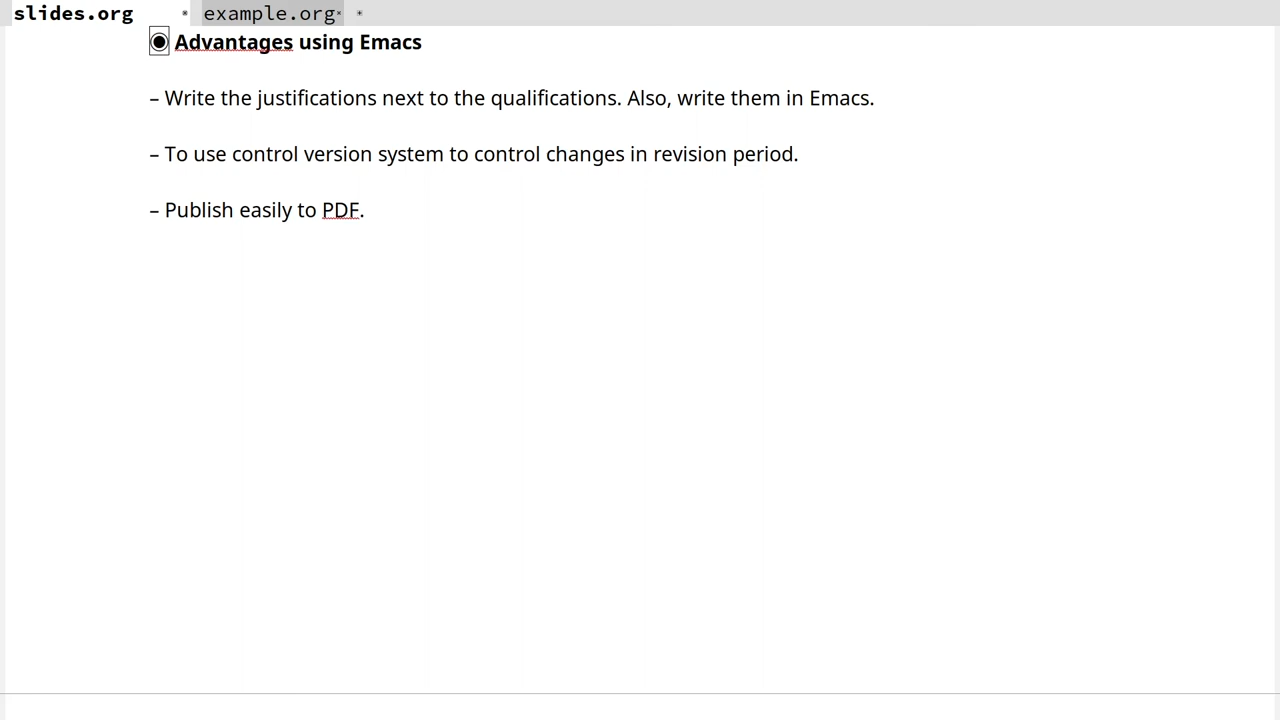 slides.org * example.org* *
Advantages using Emacs
– Write the justifications next to the qualifications. Also, write them in Emacs.
– To use control version system to control changes in revision period.
– Publish easily to PDF.